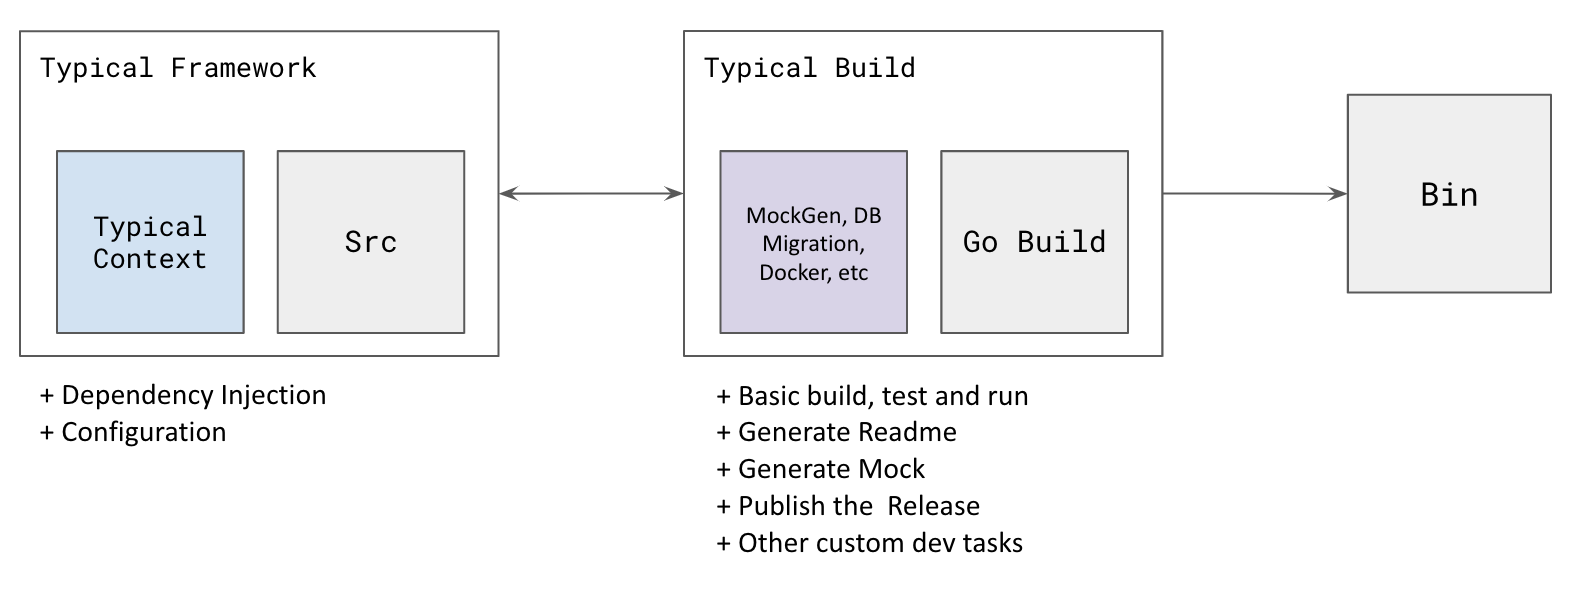 Typical Framework
Typical
Context
Src
+ Dependency Injection
+ Configuration
Typical Build
MockGen, DB
Migration,
Docker, etc
Go Build
+ Basic build, test and run
+ Generate Readme
+ Generate Mock
+ Publish the  Release
+ Other custom dev tasks
Bin